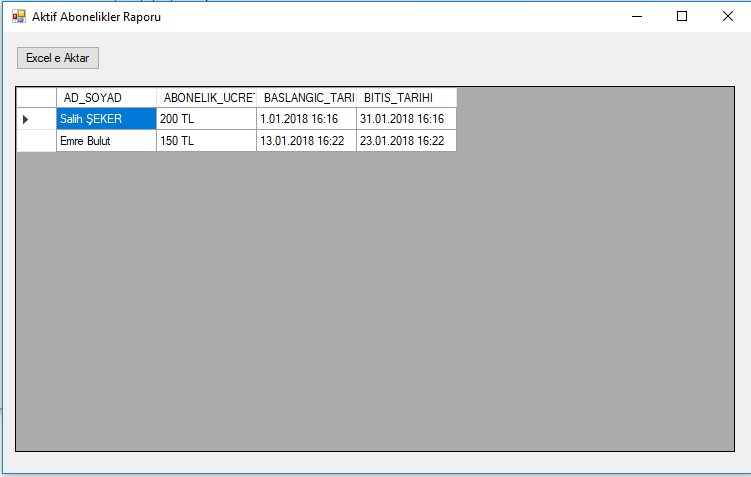 Aktif Abonelikler Raporu
Excel e Aktar
AD_SOYAD ABONELIK_UCRET BASLANGIC_TARI BITIS_TARIHI
Salih ŞEKER 200 TL 1.01.2018 16:16 31.01.2018 16:16
Emre Bulut 150 TL 13.01.2018 16:22 23.01.2018 16:22